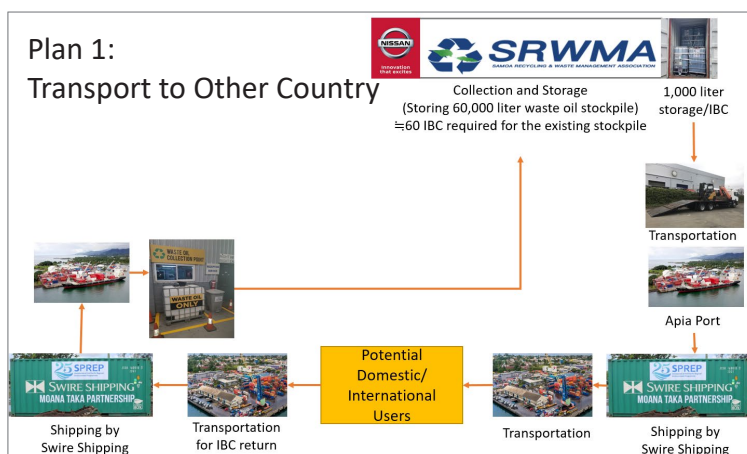 Plan 1:
Transport to Other Country
NISSAN
Innovation
that excites
SRWMA
SAMOA RECYCLING & WASTE MANAGEMENT ASSOCIATION
Collection and Storage
(Storing 60,000 liter waste oil stockpile)
≒60 IBC required for the existing stockpile
1,000 liter
storage/IBC
Transportation
Apia Port
WASTE OIL
COLLECTION POINT
WASTE OIL
ONLY
SPREP
SWIRE SHIPPING
MOANA TAKA PARTNERSHIP
Shipping by
Swire Shipping
Transportation
for IBC return
Potential
Domestic/
International
Users
Transportation
SPREP
SWIRE SHIPPING
MOANA TAKA PARTNERSHIP
Shipping by
Swire Shipping